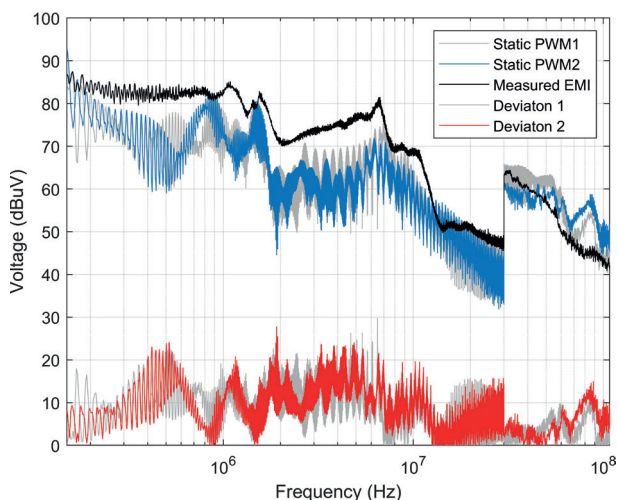 100
90
80
70
60
50
40
30
20
10
0
Voltage (dBuV)
Static PWM1
Static PWM2
Measured EMI
Deviaton 1
Deviaton 2
10^6
10^7
10^8
Frequency (Hz)